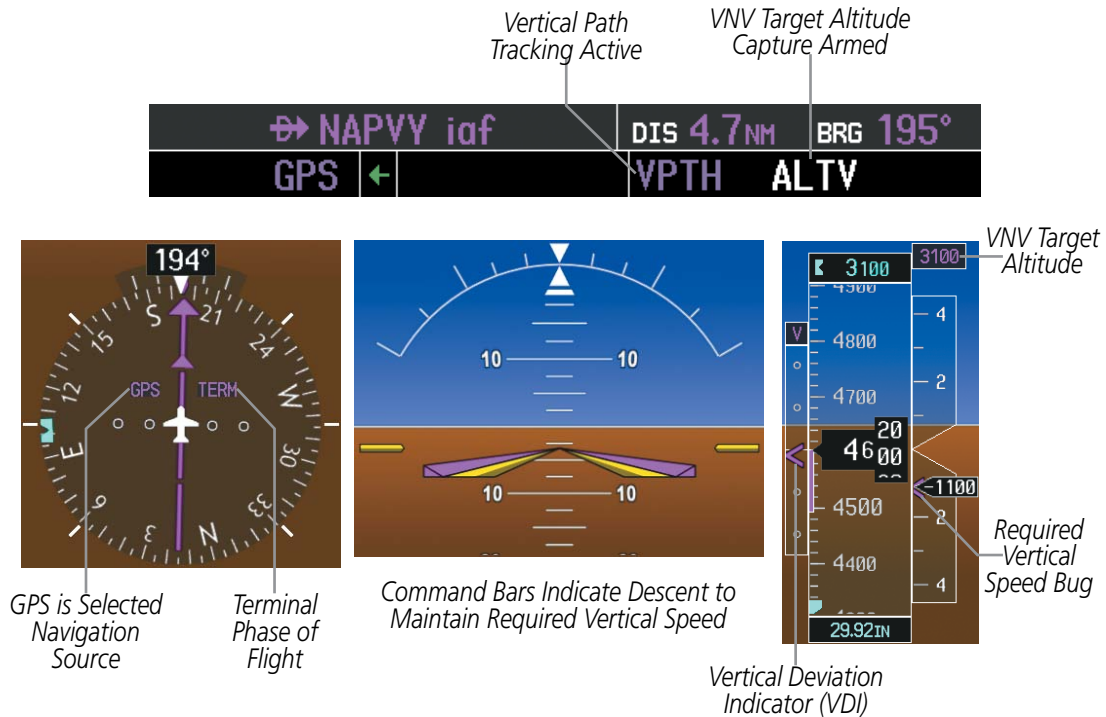 Vertical Path
Tracking Active
VNV Target Altitude
Capture Armed
NAPVY iaf
DIS 4.7NM BRG 195°
GPS
VPTH ALTV
194°
S
21
24
W
30
33
N
3
6
E
12
15
GPS TERM
GPS is Selected
Navigation
Source
Terminal
Phase of
Flight
10 10
10 10
Command Bars Indicate Descent to
Maintain Required Vertical Speed
3100
3100
VNV Target
Altitude
4900
V
4800
4700
4600
20
00
4500
4400
4
2
-1100
2
4
29.92IN
Required
Vertical
Speed Bug
Vertical Deviation
Indicator (VDI)